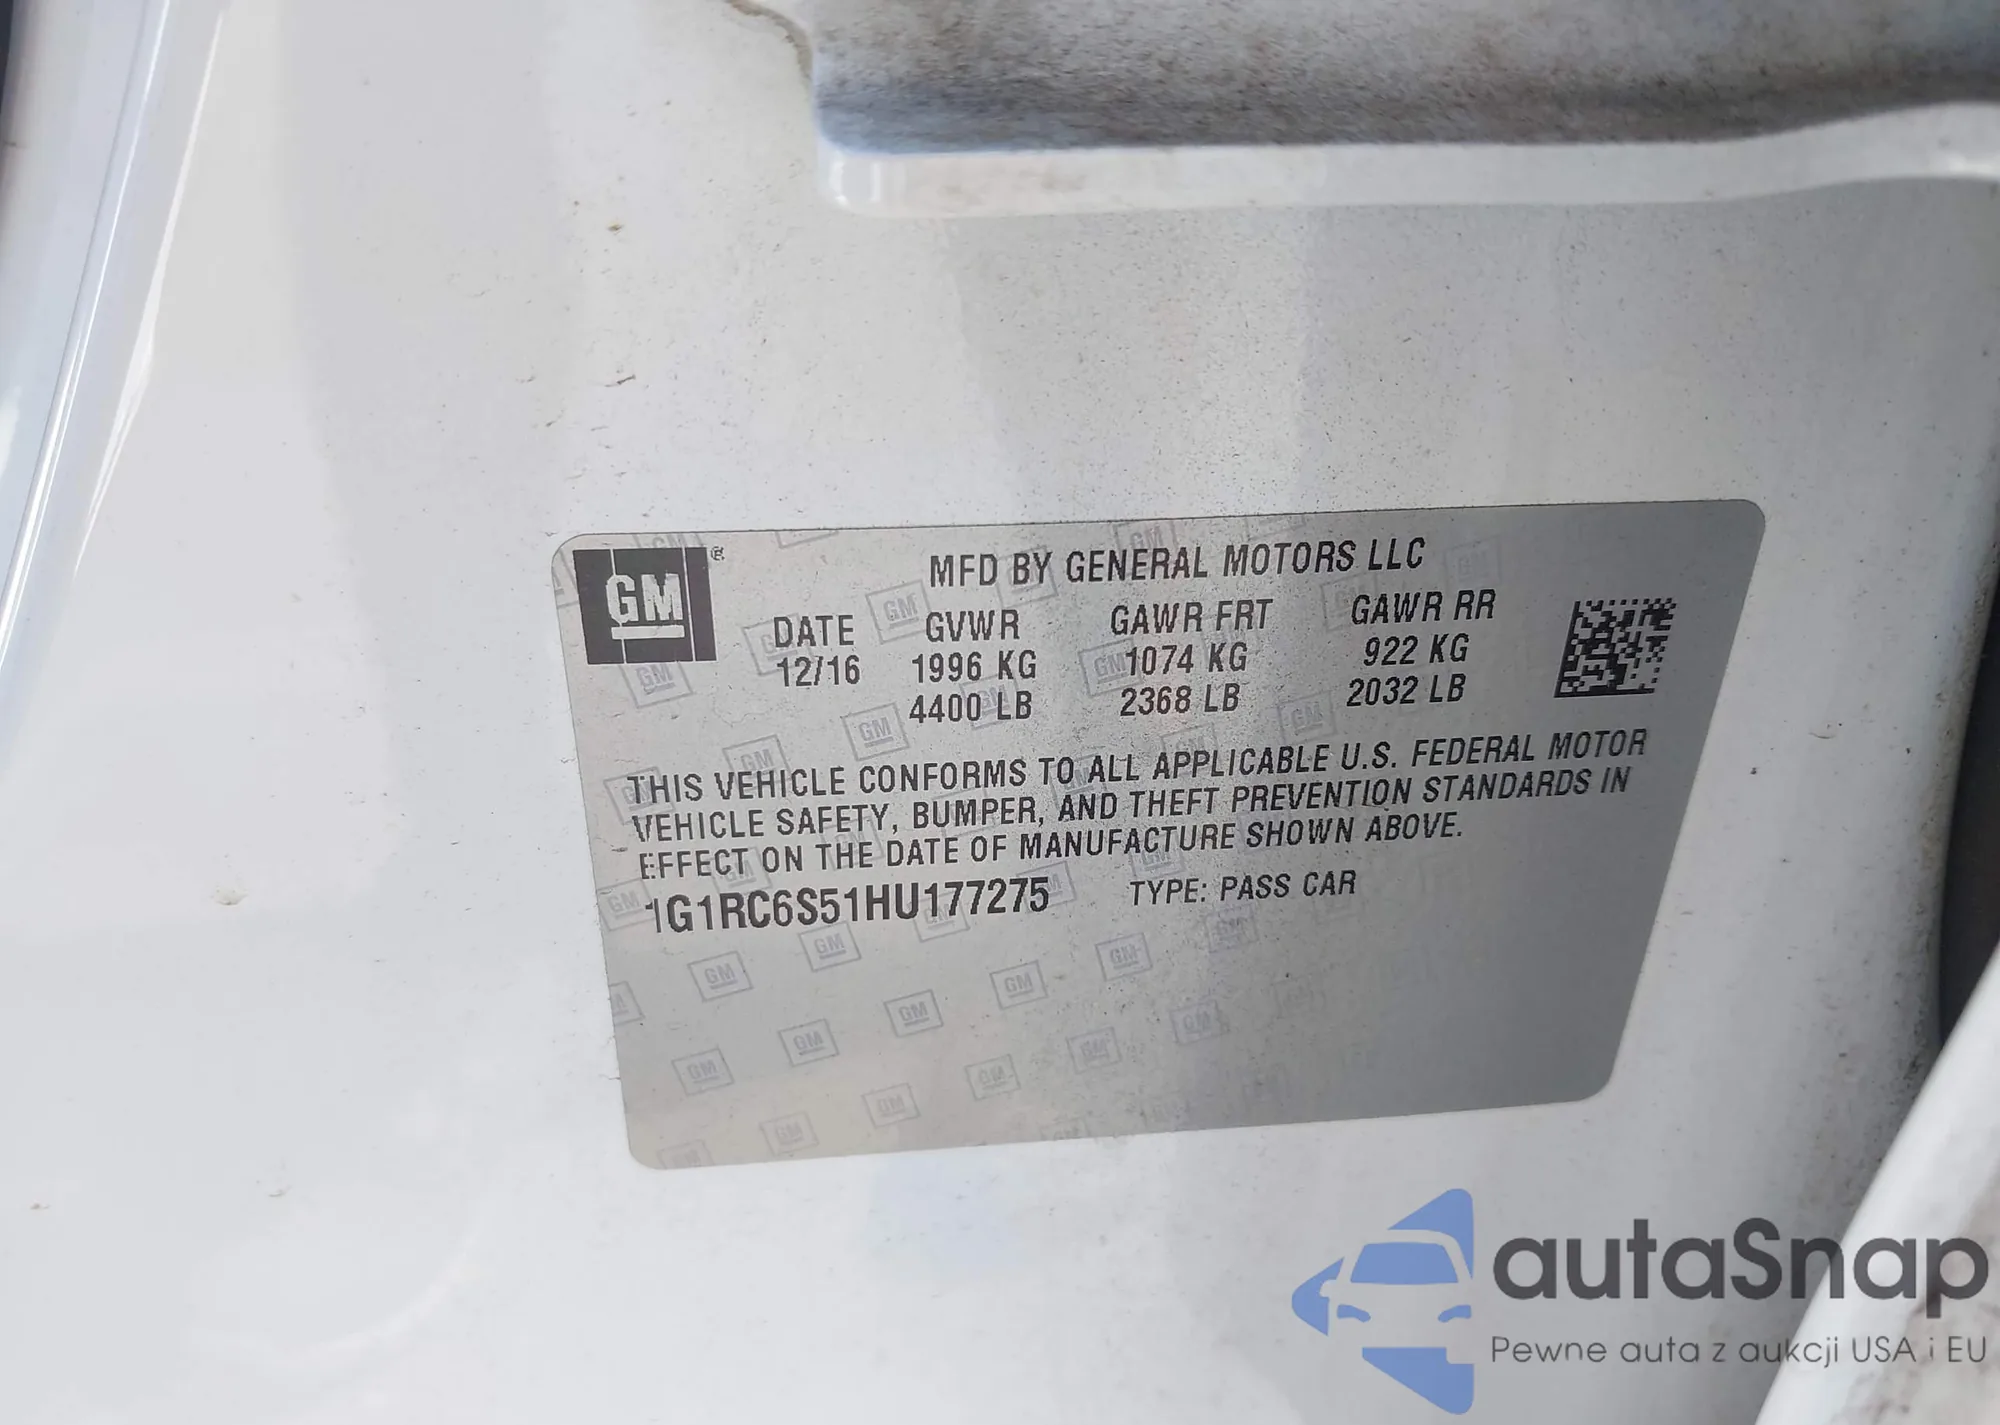 GM®
MFD BY GENERAL MOTORS LLC
DATE GVWR GAWR FRT GAWR RR
12/16 1996 KG 1074 KG 922 KG
4400 LB 2368 LB 2032 LB
THIS VEHICLE CONFORMS TO ALL APPLICABLE U.S. FEDERAL MOTOR
VEHICLE SAFETY, BUMPER, AND THEFT PREVENTION STANDARDS IN
EFFECT ON THE DATE OF MANUFACTURE SHOWN ABOVE.
1G1RC6S51HU177275 TYPE: PASS CAR
autaSnap
Pewne auta z aukcji USA i EU